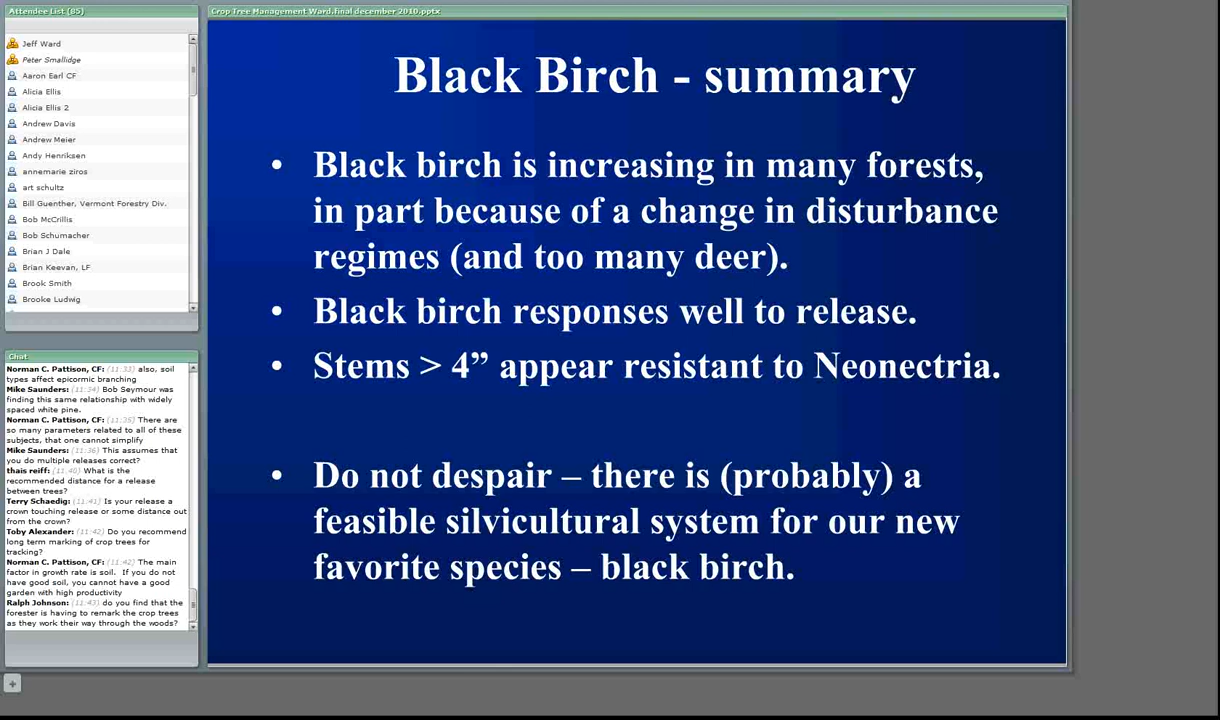 Attendee List (85)
Jeff Ward
Peter Smallidge
Aaron Earl CF
Alicia Ellis
Alicia Ellis 2
Andrew Davis
Andrew Meier
Andy Henriksen
annemarie ziros
art schultz
Bill Guenther, Vermont Forestry Div.
Bob McCrillis
Bob Schumacher
Brian J Dale
Brian Keevan, LF
Brook Smith
Brooke Ludwig
Chat
Norman C. Pattison, CF: (11:33) also, soil
types affect epicormic branching
Mike Saunders: (11:34) Bob Seymour was
finding this same relationship with widely
spaced white pine.
Norman C. Pattison, CF: (11:35) There are
so many parameters related to all of these
subjects, that one cannot simplify
Mike Saunders: (11:36) This assumes that
you do multiple releases correct?
thais reiff: (11:40) What is the
recommended distance for a release
between trees?
Terry Schaedig: (11:41) Is your release a
crown touching release or some distance out
from the crown?
Toby Alexander: (11:42) Do you recommend
long term marking of crop trees for
tracking?
Norman C. Pattison, CF: (11:42) The main
factor in growth rate is soil. If you do not
have good soil, you cannot have a good
garden with high productivity
Ralph Johnson: (11:43) do you find that the
forester is having to remark the crop trees
as they work their way through the woods?
Crop Tree Management Ward.final december 2010.pptx
Black Birch - summary
• Black birch is increasing in many forests,
in part because of a change in disturbance
regimes (and too many deer).
• Black birch responses well to release.
• Stems > 4” appear resistant to Neonectria.
• Do not despair – there is (probably) a
feasible silvicultural system for our new
favorite species – black birch.